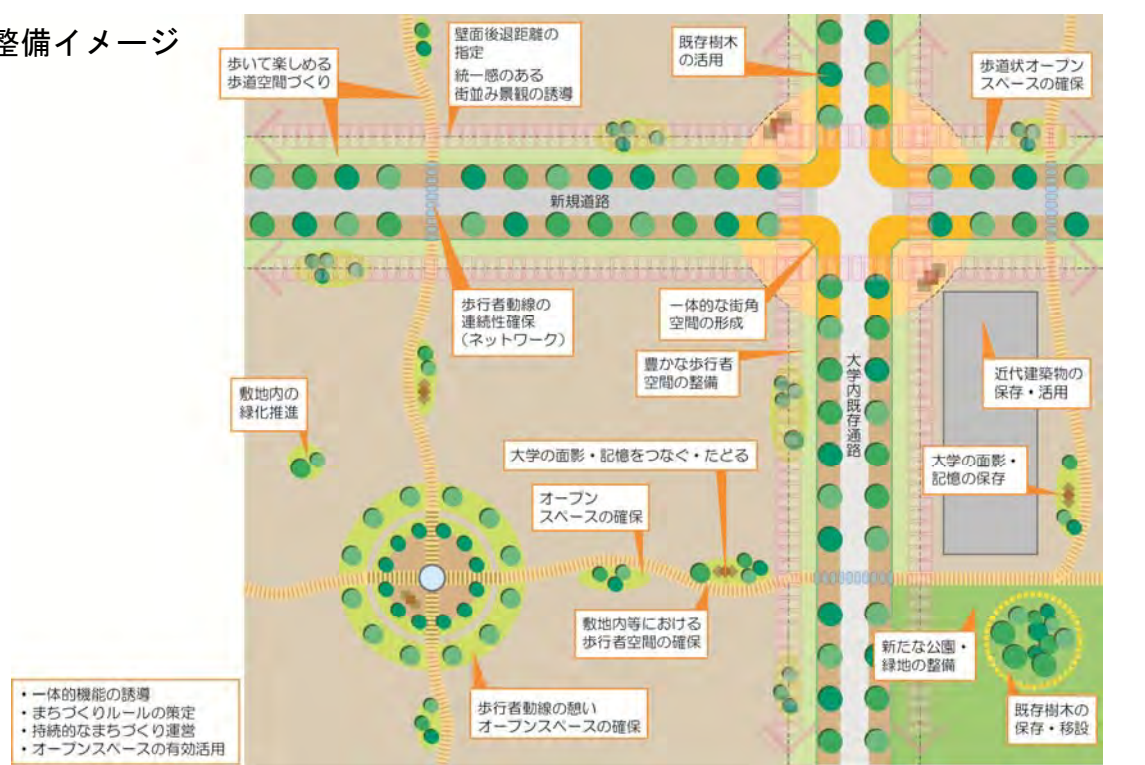 整備イメージ
壁面後退距離の
指定
統一感のある
街並み景観の誘導
既存樹木
の活用
歩道状オープン
スペースの確保
歩いて楽しめる
歩道空間づくり
新規道路
歩行者動線の
連続性確保
(ネットワーク)
一体的な街角
空間の形成
豊かな歩行者
空間の整備
大学内既存通路
近代建築物の
保存・活用
敷地内の
緑化推進
大学の面影・記憶をつなぐ・たどる
大学の面影・
記憶の保存
オープン
スペースの確保
敷地内等における
歩行者空間の確保
新たな公園・
緑地の整備
歩行者動線の憩い
オープンスペースの確保
既存樹木の
保存・移設
・一体的機能の誘導
・まちづくりルールの策定
・持続的なまちづくり運営
・オープンスペースの有効活用